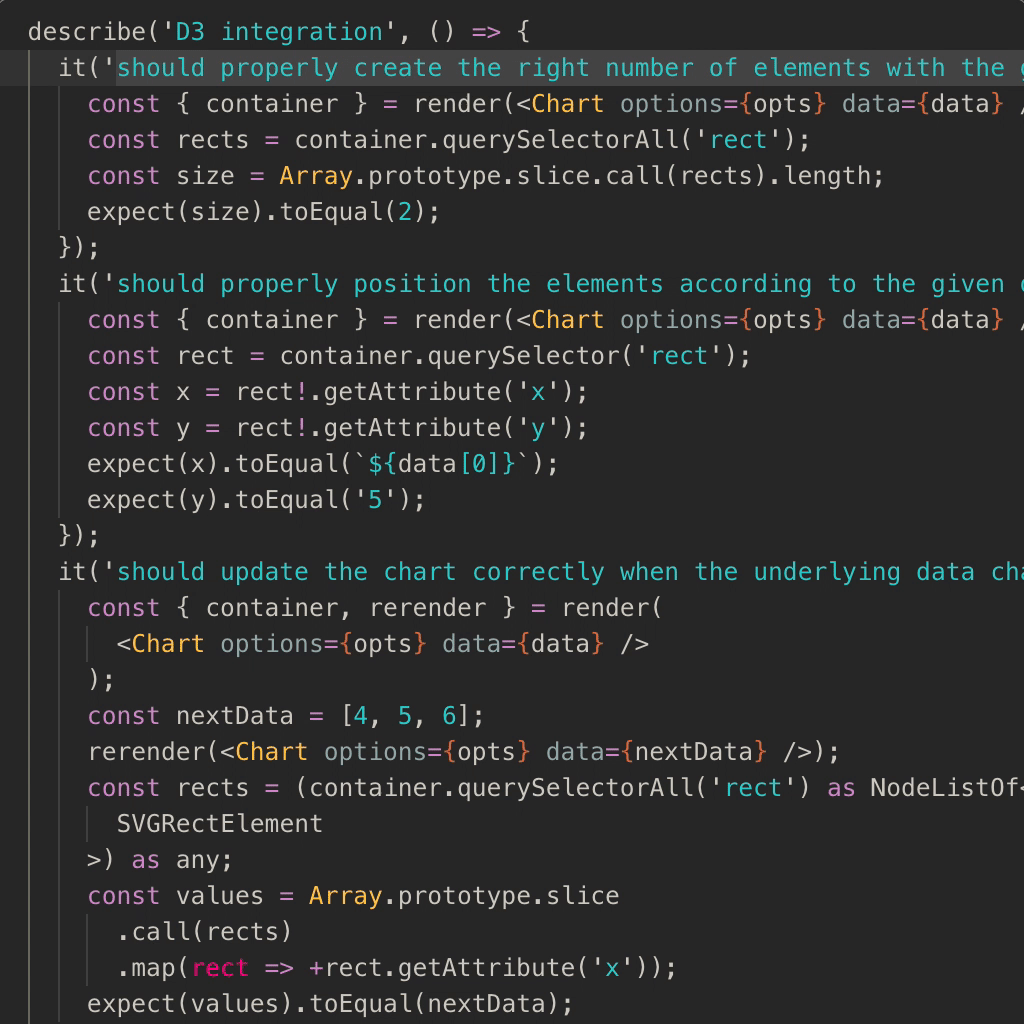 describe('D3 integration', () => {
it('should properly create the right number of elements with the
const { container } = render(<Chart options={opts} data={data}
const rects = container.querySelectorAll('rect');
const size = Array.prototype.slice.call(rects).length;
expect(size).toEqual(2);
});
it('should properly position the elements according to the given
const { container } = render(<Chart options={opts} data={data}
const rect = container.querySelector('rect');
const x = rect!.getAttribute('x');
const y = rect!.getAttribute('y');
expect(x).toEqual(`${data[0]}`);
expect(y).toEqual('5');
});
it('should update the chart correctly when the underlying data
const { container, rerender } = render(
<Chart options={opts} data={data} />
);
const nextData = [4, 5, 6];
rerender(<Chart options={opts} data={nextData} />);
const rects = (container.querySelectorAll('rect') as NodeListOf<
SVGRectElement
>) as any;
const values = Array.prototype.slice
.call(rects)
.map(rect => +rect.getAttribute('x'));
expect(values).toEqual(nextData);